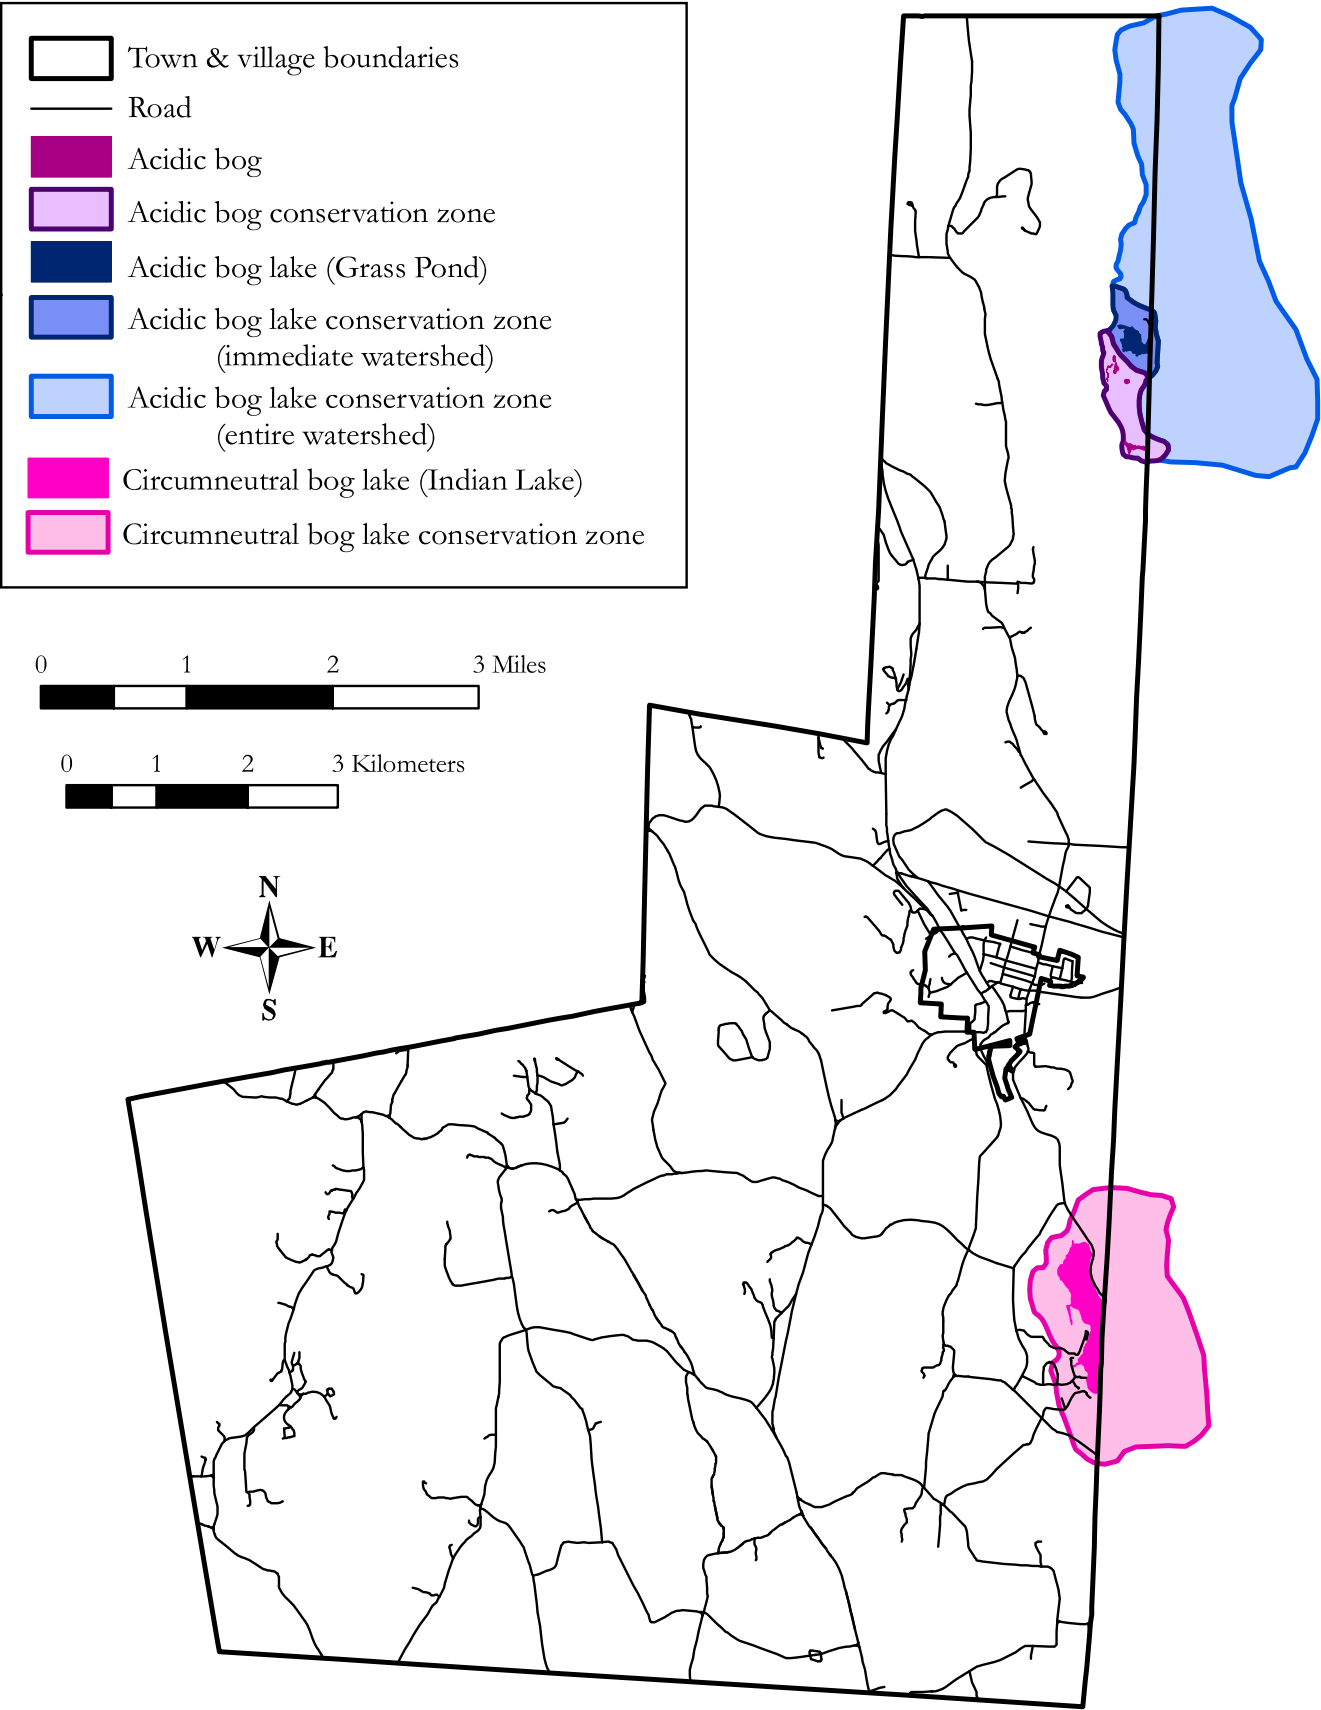 Town & village boundaries
Road
Acidic bog
Acidic bog conservation zone
Acidic bog lake (Grass Pond)
Acidic bog lake conservation zone
(immediate watershed)
Acidic bog lake conservation zone
(entire watershed)
Circumneutral bog lake (Indian Lake)
Circumneutral bog lake conservation zone
0 1 2 3 Miles
0 1 2 3 Kilometers
N
W E
S